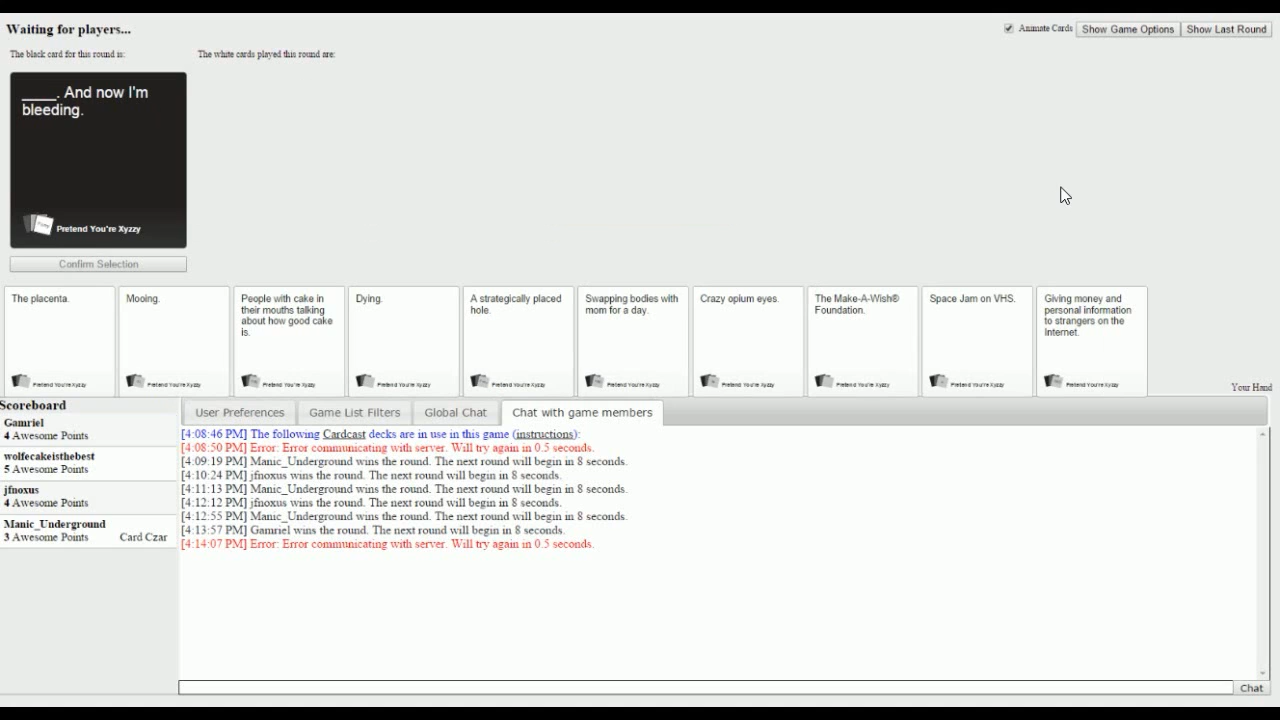 Waiting for players...
Animate Cards
Show Game Options
Show Last Round
The black card for this round is:
The white cards played this round are:
____. And now I'm
bleeding.
Pretend You're Xyzzy
Confirm Selection
The placenta.
Pretend You're Xyzzy
Mooing.
Pretend You're Xyzzy
People with cake in
their mouths talking
about how good cake
is.
Pretend You're Xyzzy
Dying.
Pretend You're Xyzzy
A strategically placed
hole.
Pretend You're Xyzzy
Swapping bodies with
mom for a day.
Pretend You're Xyzzy
Crazy opium eyes.
Pretend You're Xyzzy
The Make-A-Wish®
Foundation.
Pretend You're Xyzzy
Space Jam on VHS.
Pretend You're Xyzzy
Giving money and
personal information
to strangers on the
Internet.
Pretend You're Xyzzy
Your Hand
Scoreboard
Gamriel
4 Awesome Points
wolfecakeisthebest
5 Awesome Points
jfnoxus
4 Awesome Points
Manic_Underground
3 Awesome Points Card Czar
User Preferences
Game List Filters
Global Chat
Chat with game members
[4:08:46 PM] The following Cardcast decks are in use in this game (instructions):
[4:08:50 PM] Error: Error communicating with server. Will try again in 0.5 seconds.
[4:09:19 PM] Manic_Underground wins the round. The next round will begin in 8 seconds.
[4:10:24 PM] jfnoxus wins the round. The next round will begin in 8 seconds.
[4:11:13 PM] Manic_Underground wins the round. The next round will begin in 8 seconds.
[4:12:12 PM] jfnoxus wins the round. The next round will begin in 8 seconds.
[4:12:55 PM] Manic_Underground wins the round. The next round will begin in 8 seconds.
[4:13:57 PM] Gamriel wins the round. The next round will begin in 8 seconds.
[4:14:07 PM] Error: Error communicating with server. Will try again in 0.5 seconds.
Chat